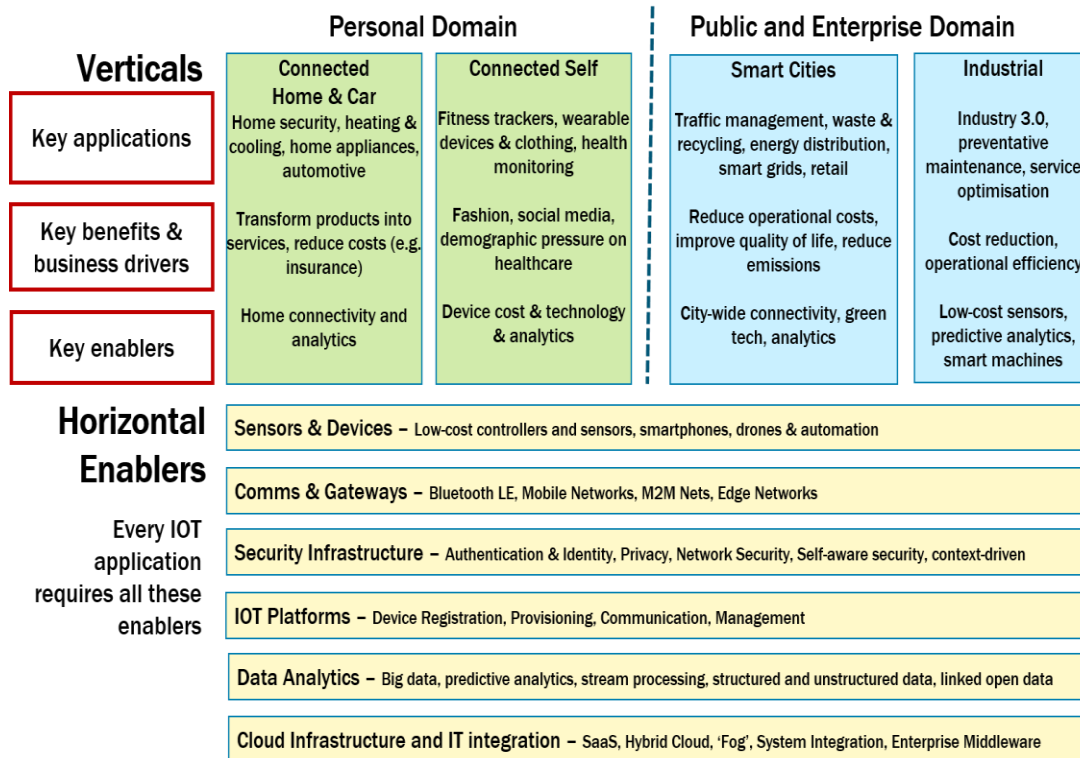 Personal Domain
Public and Enterprise Domain
Verticals
Key applications
Key benefits &
business drivers
Key enablers
Connected
Home & Car
Home security, heating &
cooling, home appliances,
automotive
Transform products into
services, reduce costs (e.g.
insurance)
Home connectivity and
analytics
Connected Self
Fitness trackers, wearable
devices & clothing, health
monitoring
Fashion, social media,
demographic pressure on
healthcare
Device cost & technology
& analytics
Smart Cities
Traffic management, waste &
recycling, energy distribution,
smart grids, retail
Reduce operational costs,
improve quality of life, reduce
emissions
City-wide connectivity, green
tech, analytics
Industrial
Industry 3.0,
preventative
maintenance, service
optimisation
Cost reduction,
operational efficiency
Low-cost sensors,
predictive analytics,
smart machines
Horizontal
Enablers
Every IOT
application
requires all these
enablers
Sensors & Devices – Low-cost controllers and sensors, smartphones, drones & automation
Comms & Gateways – Bluetooth LE, Mobile Networks, M2M Nets, Edge Networks
Security Infrastructure – Authentication & Identity, Privacy, Network Security, Self-aware security, context-driven
IOT Platforms – Device Registration, Provisioning, Communication, Management
Data Analytics – Big data, predictive analytics, stream processing, structured and unstructured data, linked open data
Cloud Infrastructure and IT integration – SaaS, Hybrid Cloud, ‘Fog’, System Integration, Enterprise Middleware